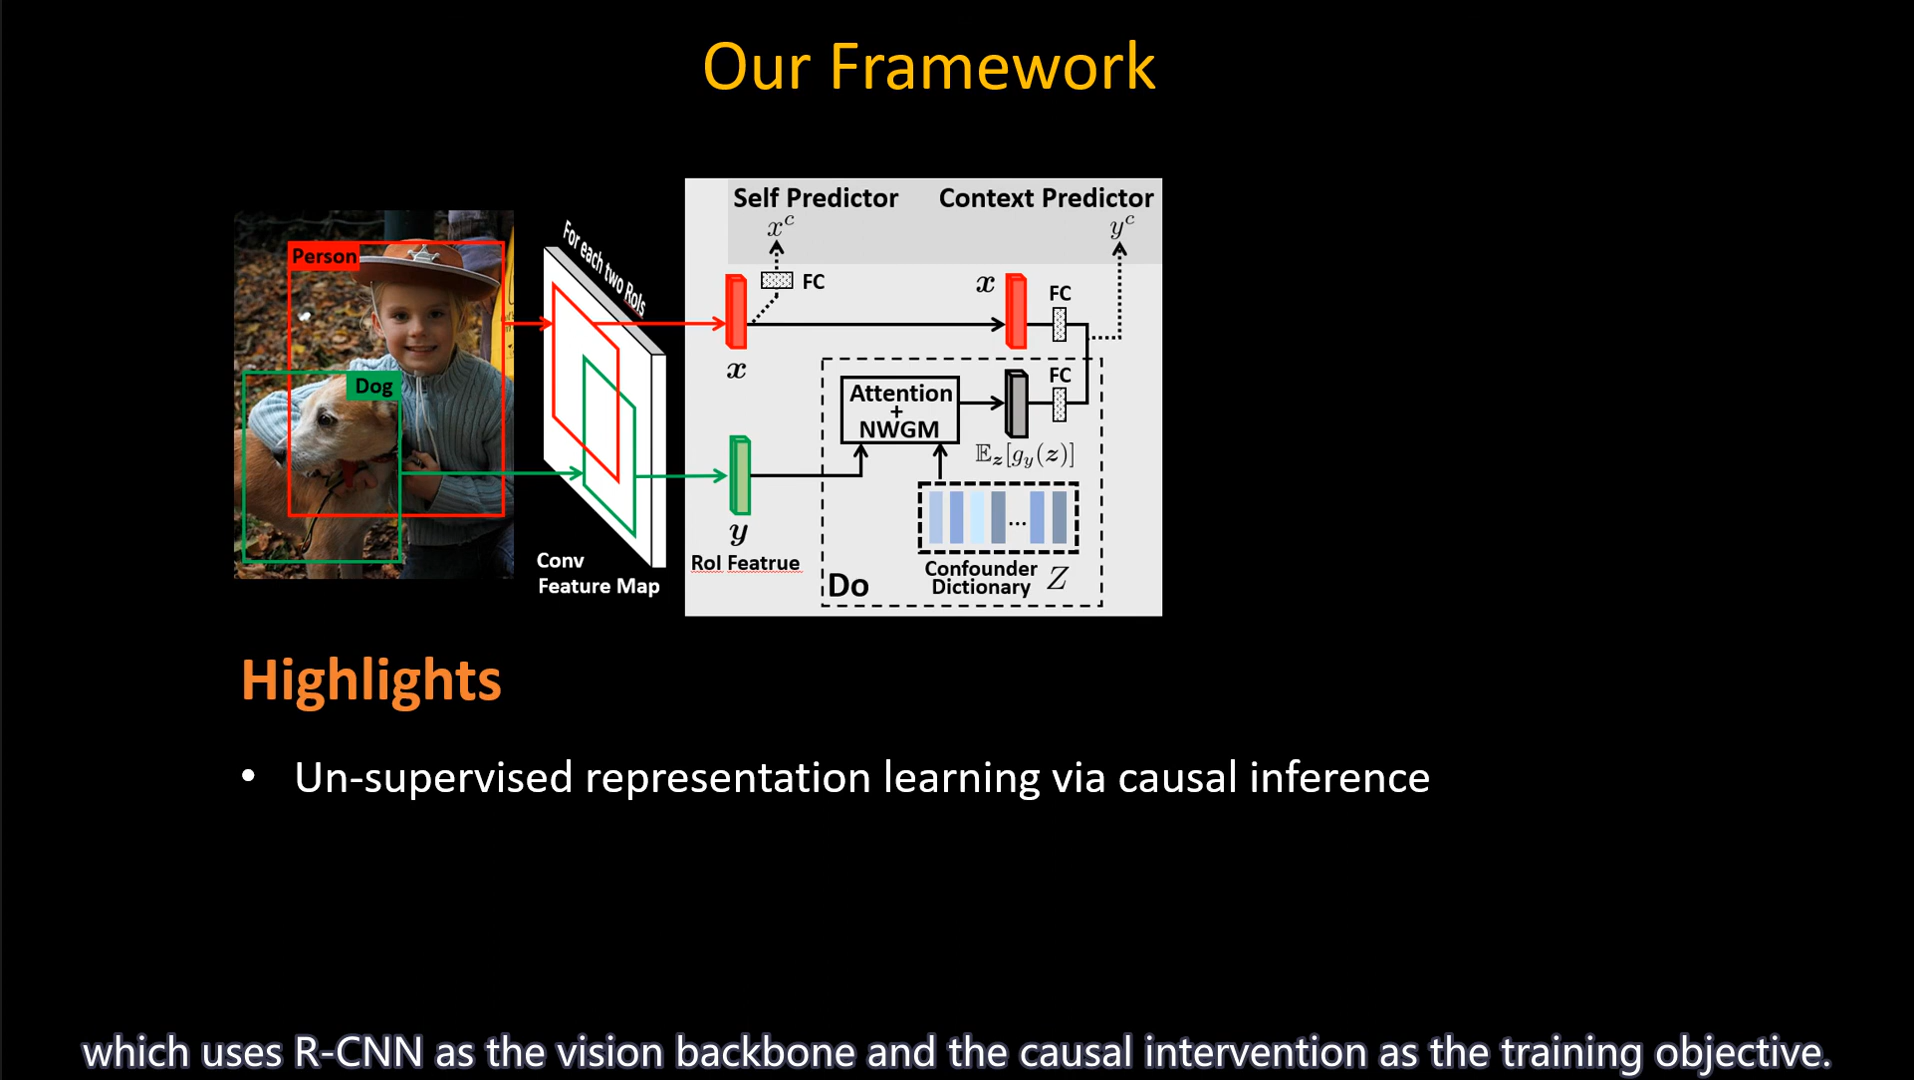 Our Framework
Self Predictor
Context Predictor
x^c
y^c
For each two RoIs
Person
FC
x
FC
x
Dog
Attention
+
NWGM
FC
𝔼_z[g_y(z)]
y
...
Conv
Feature Map
RoI Featrue
Do
Confounder
Dictionary Z
Highlights
• Un-supervised representation learning via causal inference
which uses R-CNN as the vision backbone and the causal intervention as the training objective.